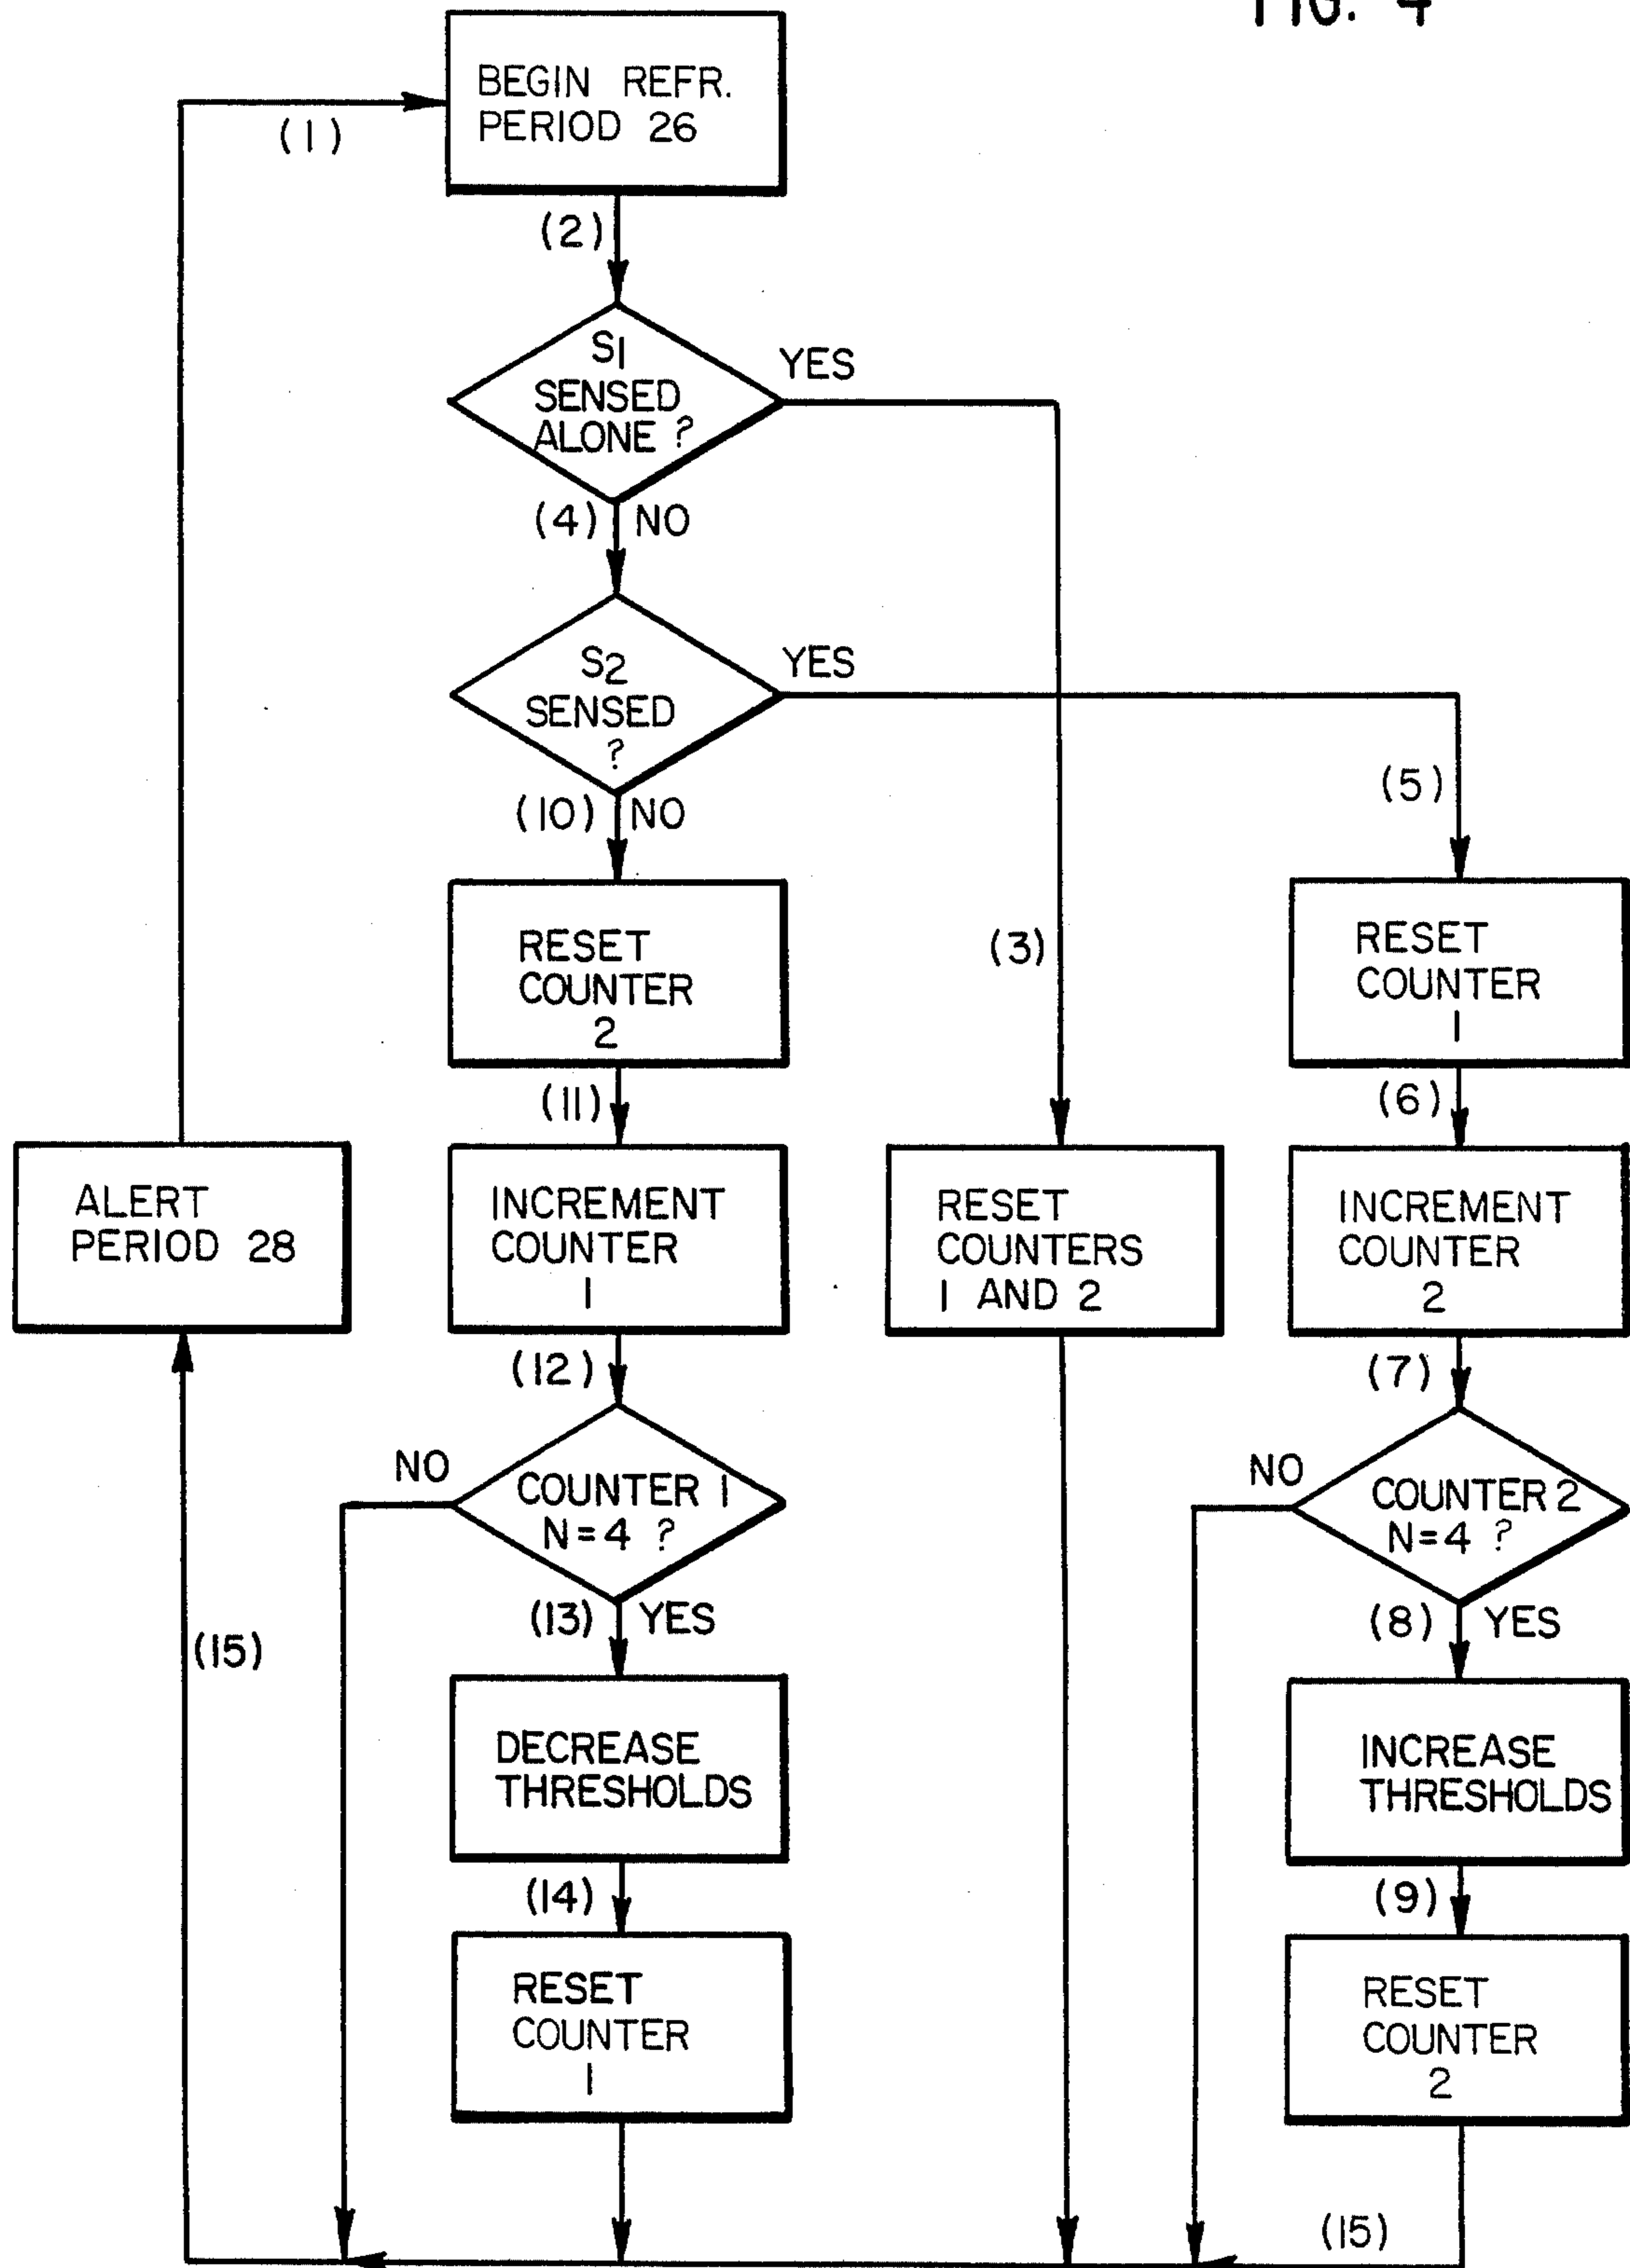 FIG. 4
BEGIN REFR.
PERIOD 26
(1)
(2)
S1
SENSED
ALONE ?
YES
(4) NO
S2
SENSED
?
YES
(10) NO
(5)
RESET
COUNTER
2
(3)
RESET
COUNTER
1
(11)
(6)
ALERT
PERIOD 28
INCREMENT
COUNTER
1
RESET
COUNTERS
1 AND 2
INCREMENT
COUNTER
2
(12)
(7)
NO
COUNTER 1
N=4 ?
NO
COUNTER 2
N=4 ?
(13) YES
(8) YES
(15)
DECREASE
THRESHOLDS
INCREASE
THRESHOLDS
(14)
(9)
RESET
COUNTER
1
RESET
COUNTER
2
(15)